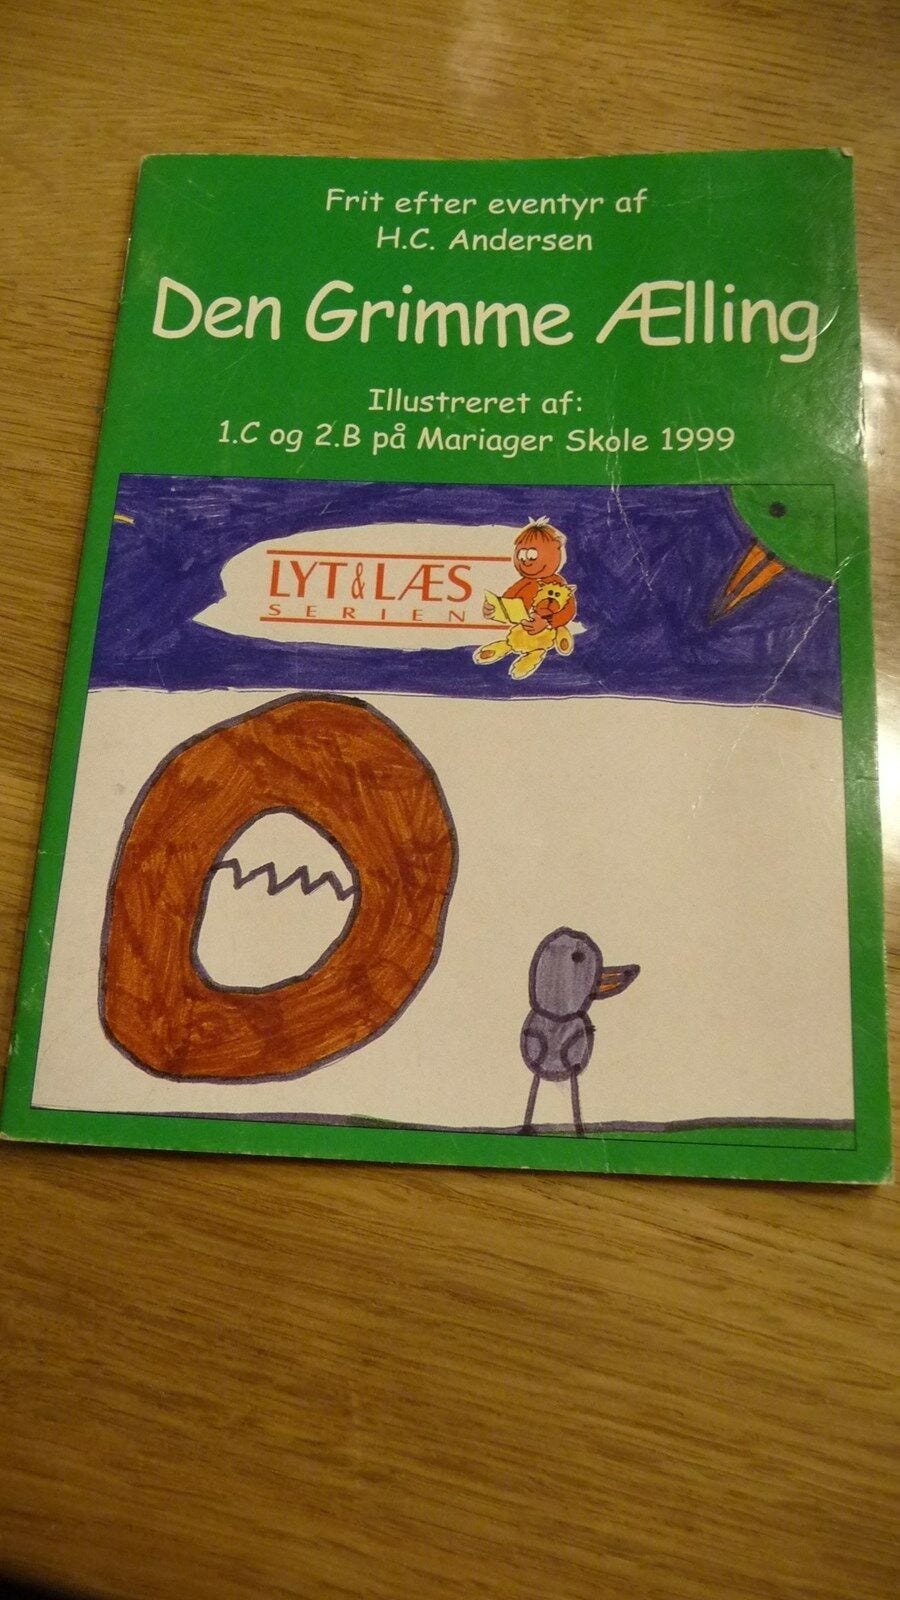 Frit efter eventyr af
H.C. Andersen
Den Grimme Ælling
Illustreret af:
1.C og 2.B på Mariager Skole 1999
LYT & LÆS
SERIEN